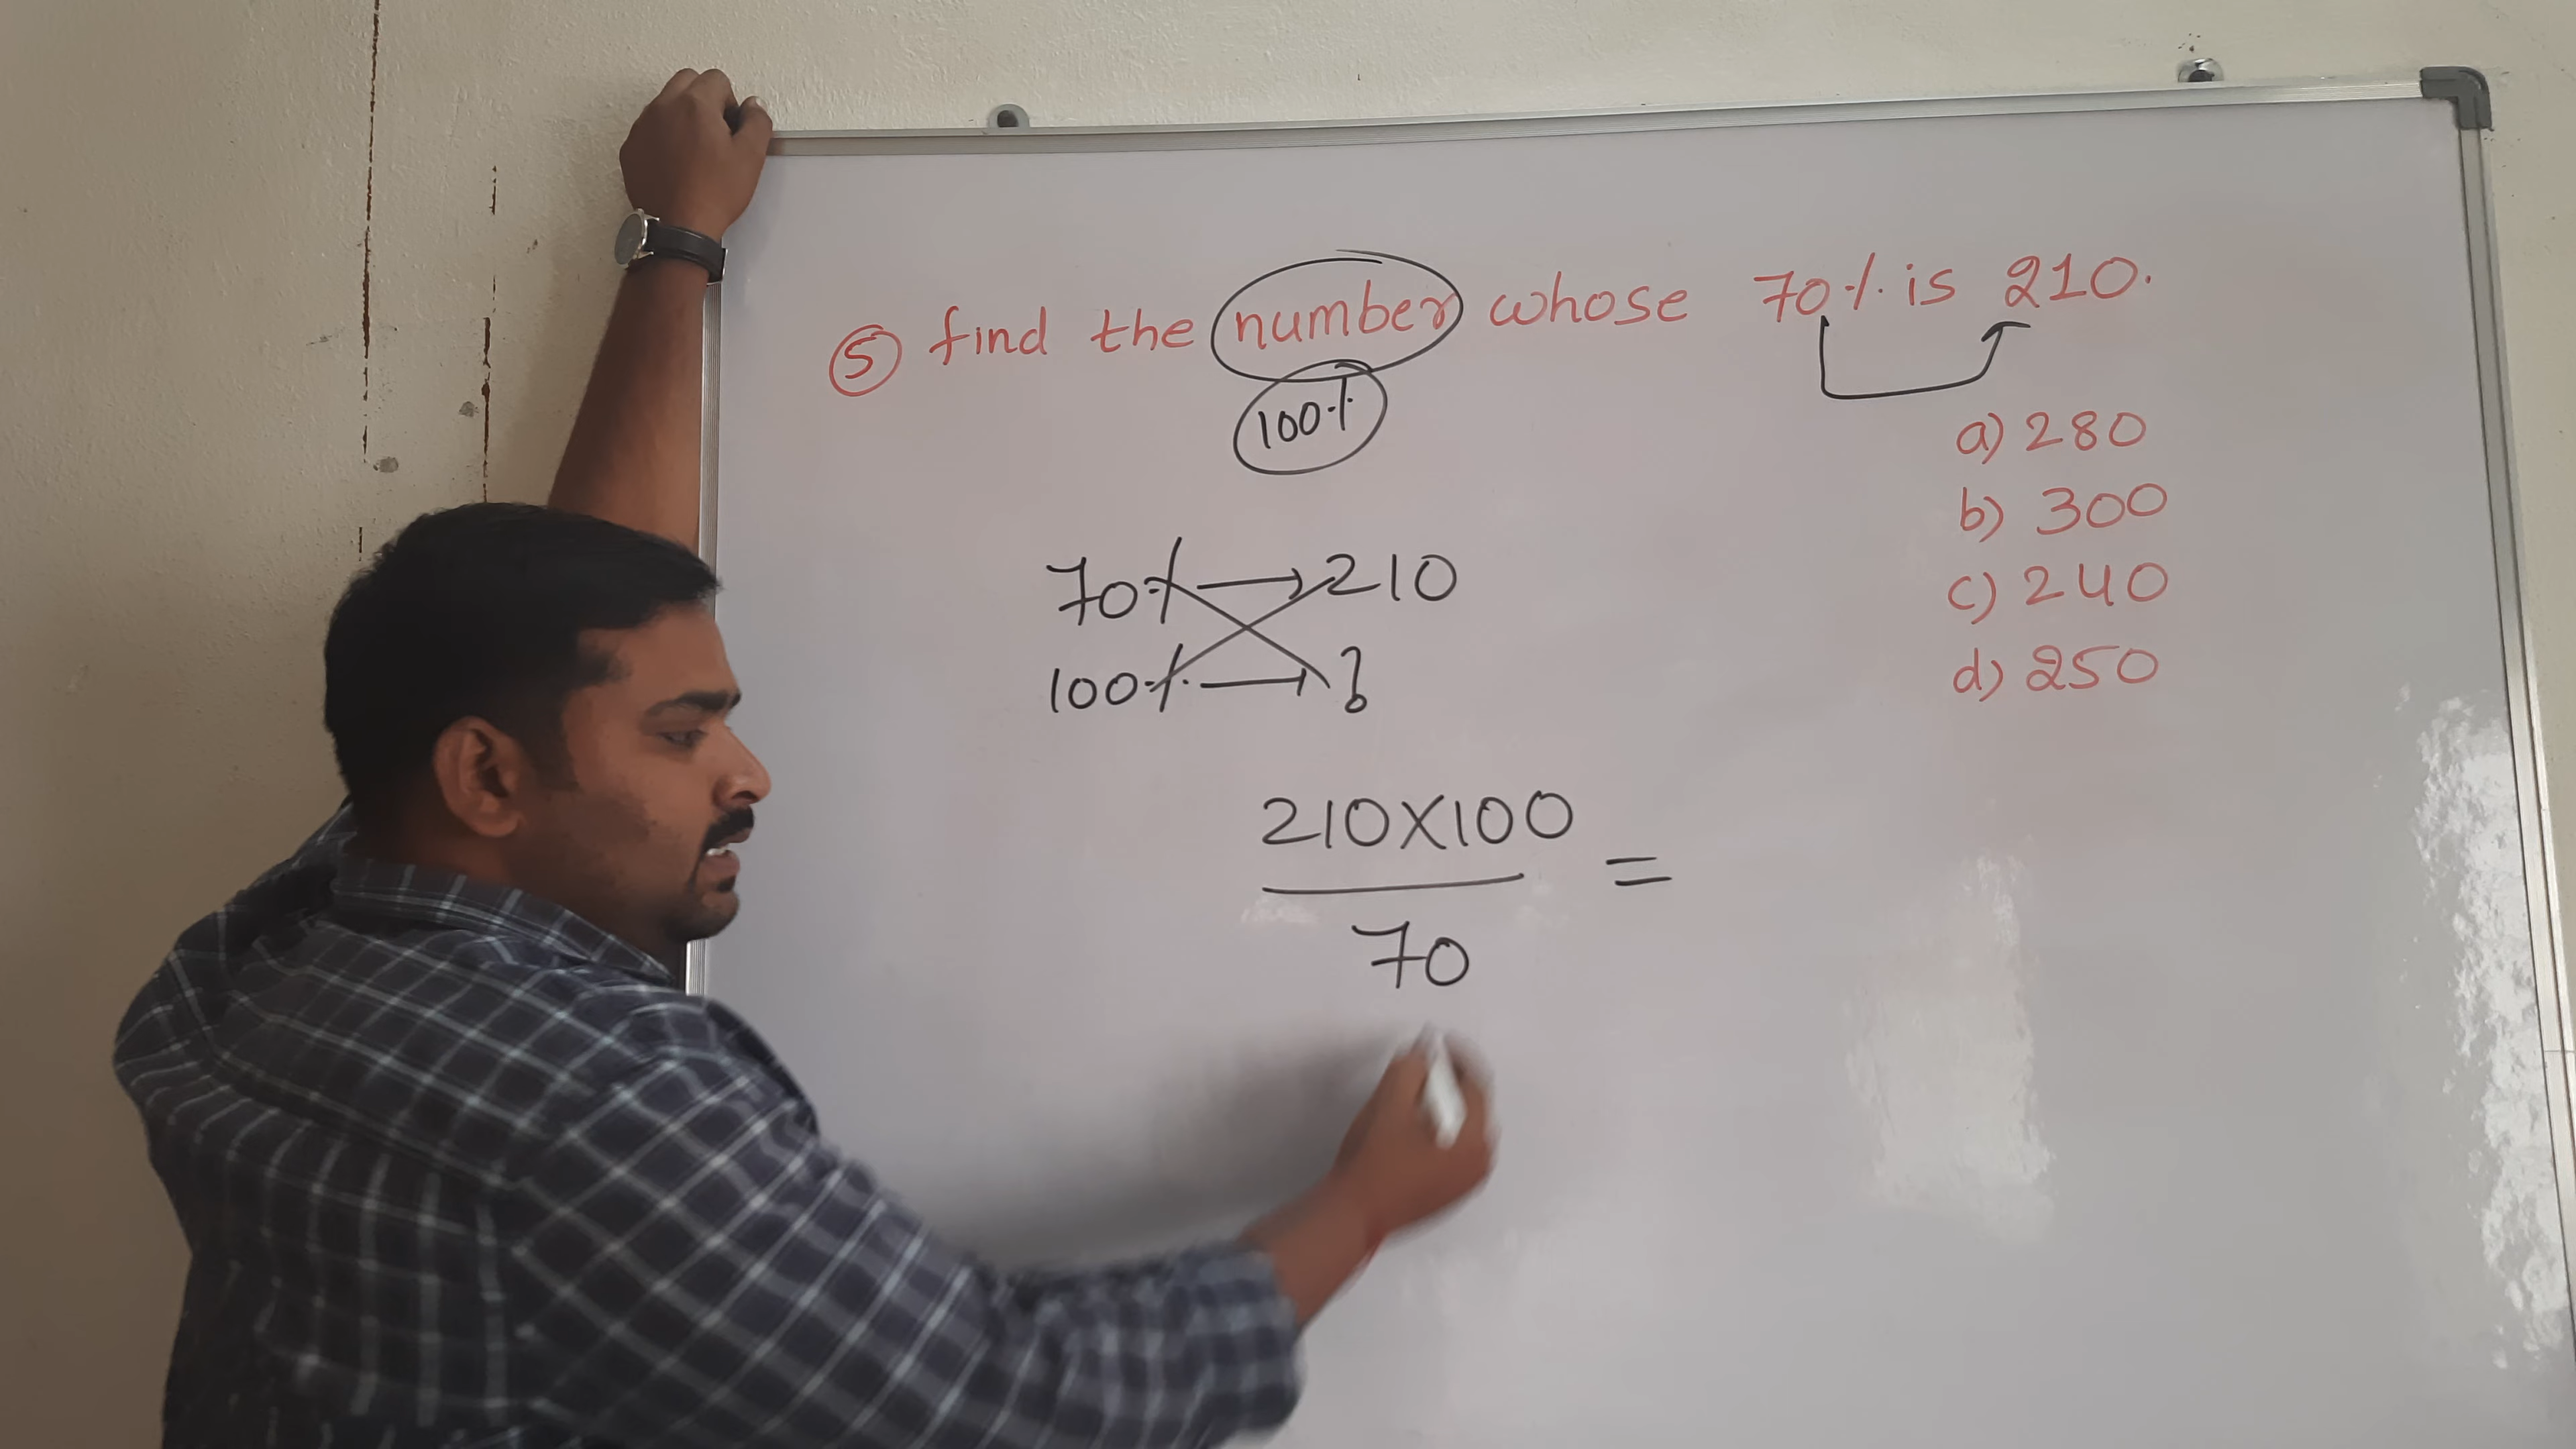 5 find the number whose 70% is 210.
100%
a) 280
b) 300
c) 240
d) 250
70% → 210
100% → ?
210X100
70
=